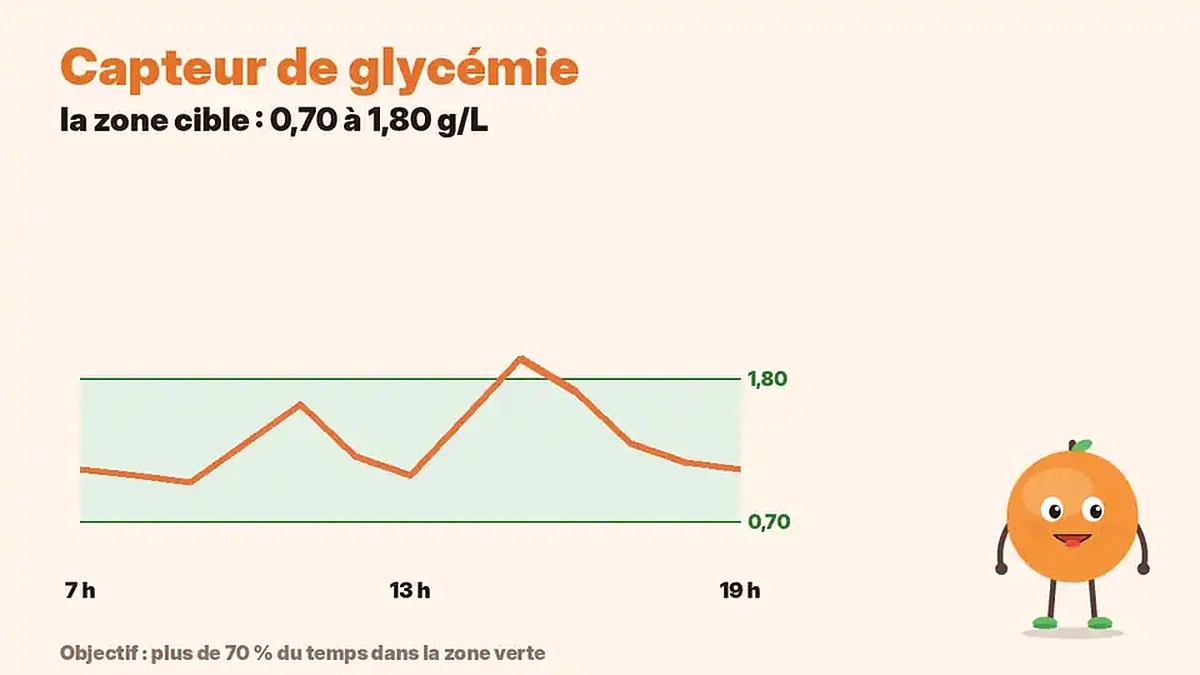 Capteur de glycémie
la zone cible : 0,70 à 1,80 g/L
1,80
0,70
7 h
13 h
19 h
Objectif : plus de 70 % du temps dans la zone verte